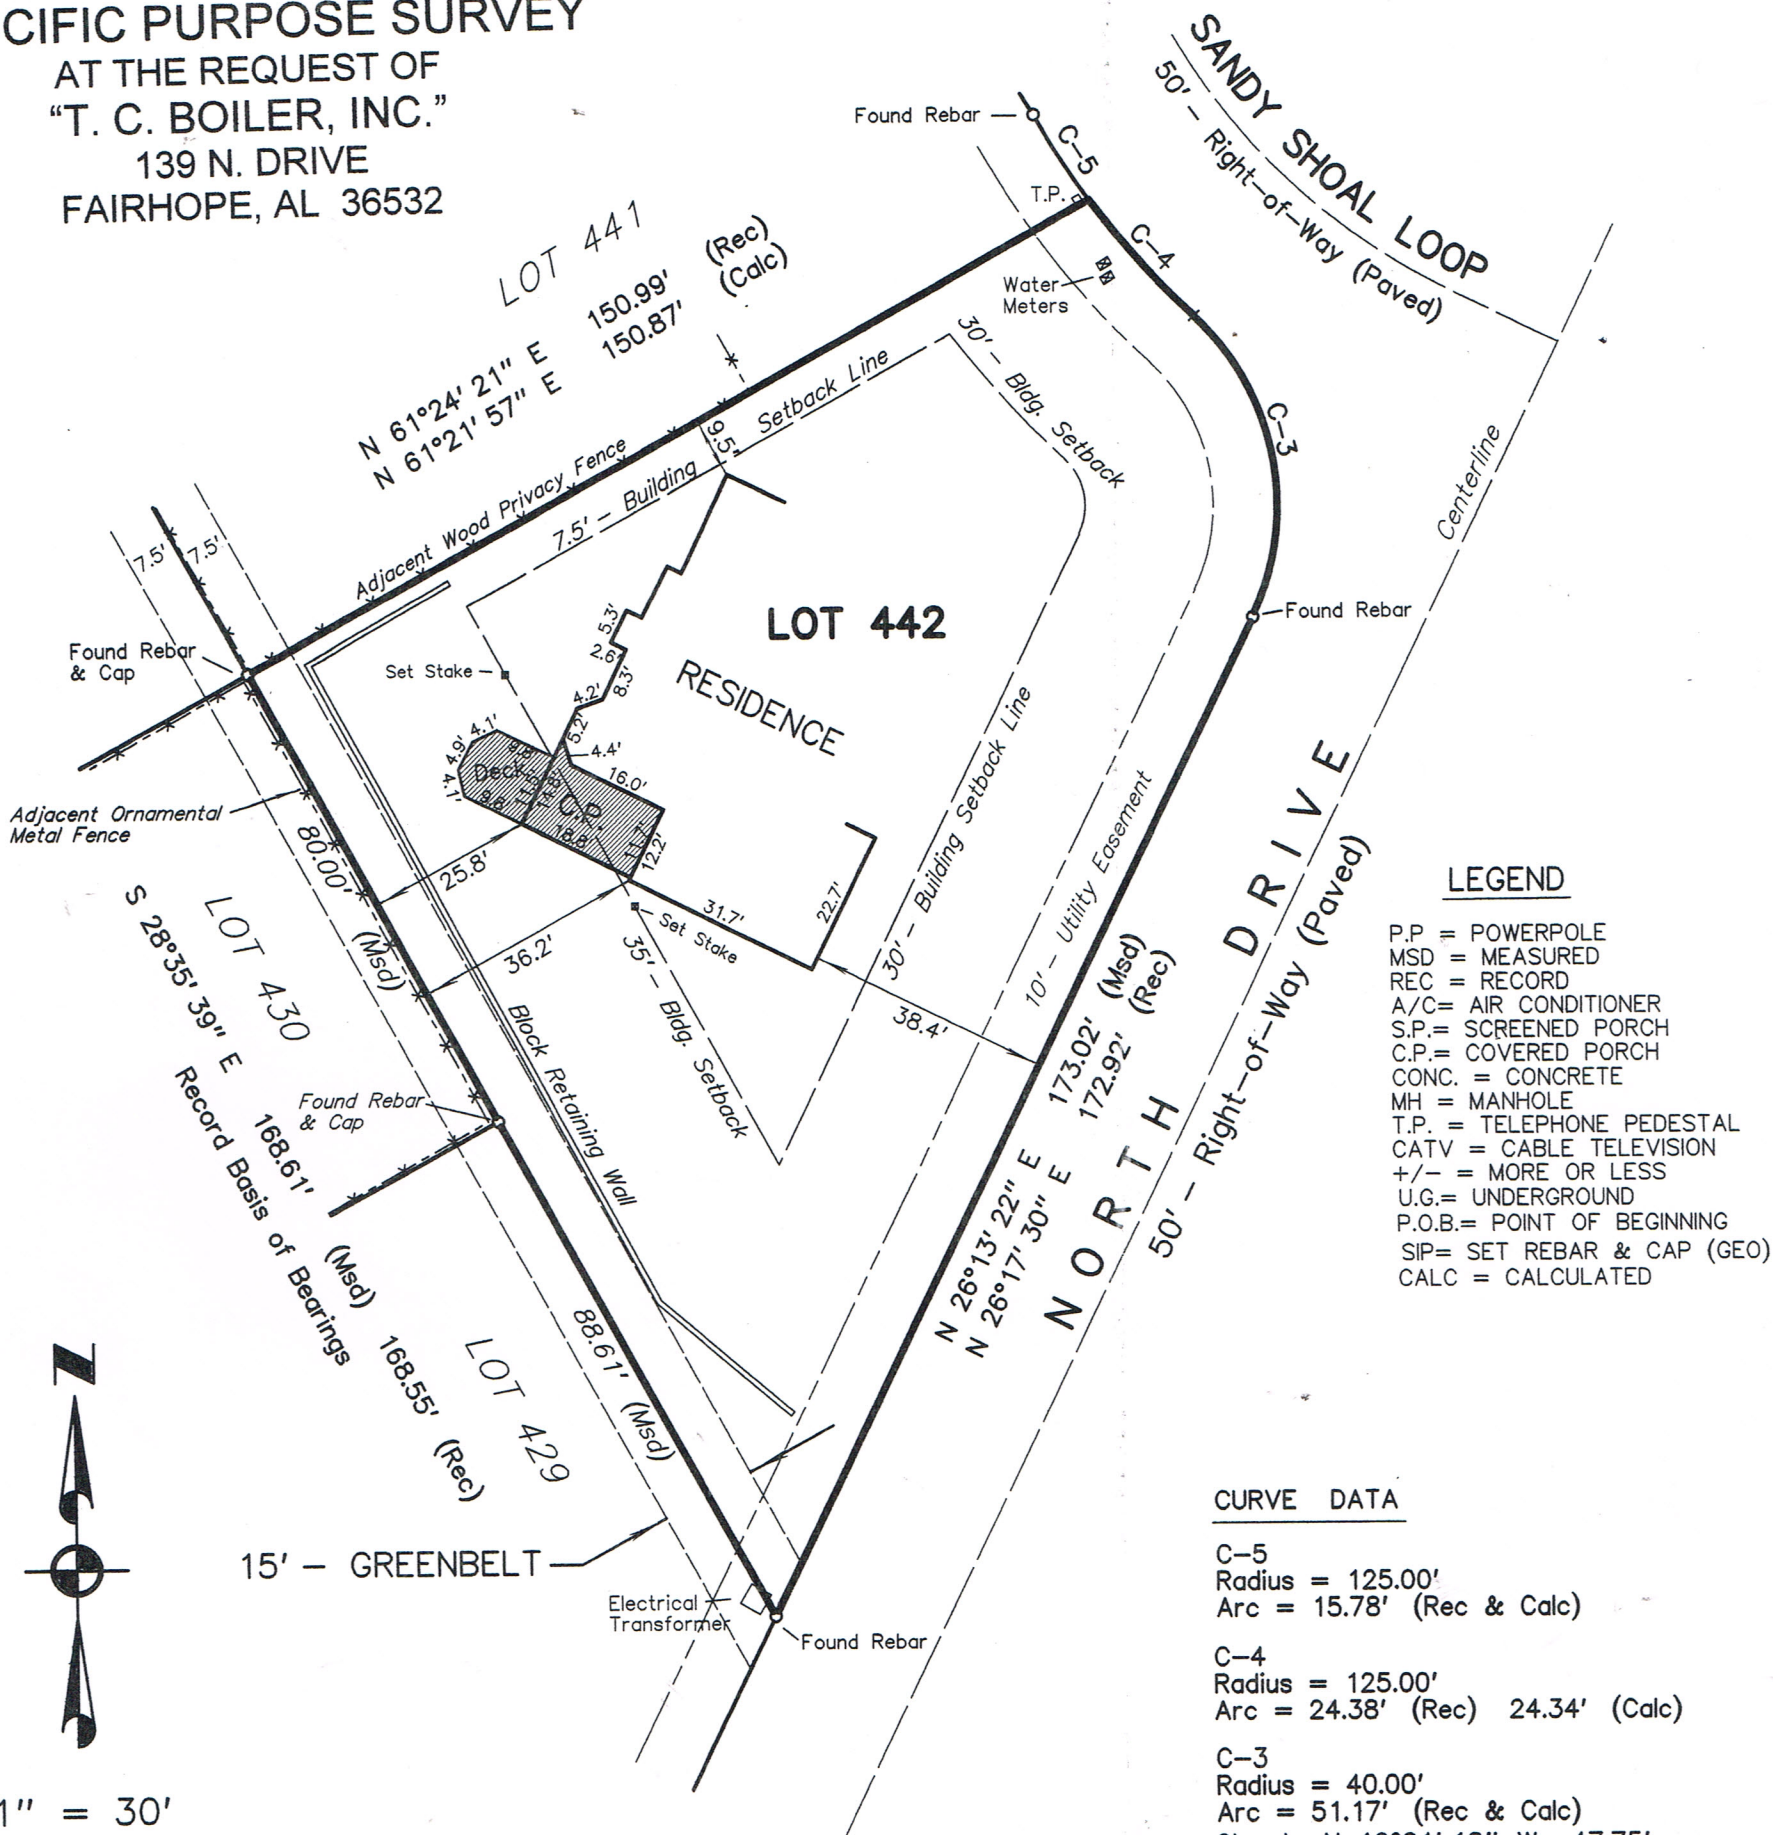 CIFIC PURPOSE SURVEY
AT THE REQUEST OF
“T. C. BOILER, INC.”
139 N. DRIVE
FAIRHOPE, AL 36532
SANDY SHOAL LOOP
50' – Right–of–Way (Paved)
Found Rebar
C–5
T.P.
C–4
Water
Meters
C–3
LOT 441
N 61°24' 21" E 150.99' (Rec)
N 61°21' 57" E 150.87' (Calc)
30' – Bldg. Setback
7.5' – Building Setback Line
9.5'
Adjacent Wood Privacy Fence
7.5'
7.5'
Centerline
LOT 442
RESIDENCE
Found Rebar
Found Rebar
& Cap
Set Stake
5.3'
2.6'
8.3'
4.2'
5.2'
4.4'
16.0'
4.1'
4.9'
4.1'
9.8'
Deck
9.8'
14.8'
C.P.
18.8'
11.7'
12.2'
Adjacent Ornamental
Metal Fence
80.00' (Msd)
25.8'
36.2'
31.7'
22.7'
Set Stake
35' – Bldg. Setback
30' – Building Setback Line
10' – Utility Easement
38.4'
NORTH DRIVE
50' – Right–of–Way (Paved)
173.02' (Msd)
172.92' (Rec)
N 26°13' 22" E
N 26°17' 30" E
LOT 430
S 28°35' 39" E 168.61' (Msd) 168.55' (Rec)
Record Basis of Bearings
Found Rebar
& Cap
Block Retaining Wall
88.61' (Msd)
LOT 429
15' – GREENBELT
Electrical
Transformer
Found Rebar
N
1" = 30'
LEGEND
P.P = POWERPOLE
MSD = MEASURED
REC = RECORD
A/C= AIR CONDITIONER
S.P.= SCREENED PORCH
C.P.= COVERED PORCH
CONC. = CONCRETE
MH = MANHOLE
T.P. = TELEPHONE PEDESTAL
CATV = CABLE TELEVISION
+/– = MORE OR LESS
U.G.= UNDERGROUND
P.O.B.= POINT OF BEGINNING
SIP= SET REBAR & CAP (GEO)
CALC = CALCULATED
CURVE DATA
C–5
Radius = 125.00'
Arc = 15.78' (Rec & Calc)
C–4
Radius = 125.00'
Arc = 24.38' (Rec) 24.34' (Calc)
C–3
Radius = 40.00'
Arc = 51.17' (Rec & Calc)